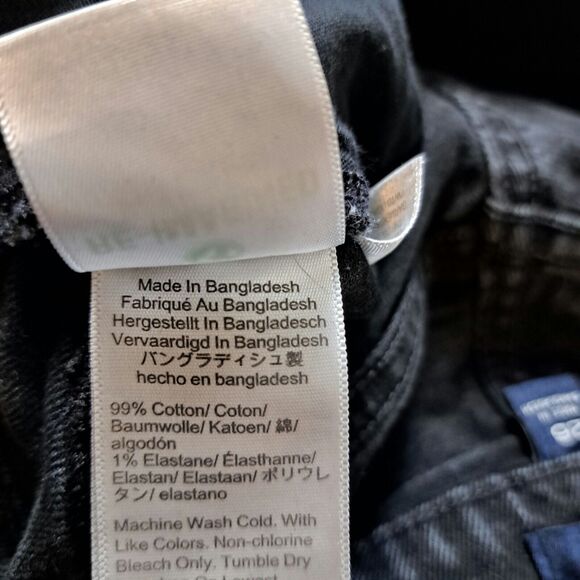 Made In Bangladesh
Fabriqué Au Bangladesh
Hergestellt In Bangladesch
Vervaardigd In Bangladesh
バングラディシュ製
hecho en bangladesh
99% Cotton/ Coton/
Baumwolle/ Katoen/ 綿/
algodón
1% Elastane/ Élasthanne/
Elastan/ Elastaan/ ポリウレ
タン/ elastano
Machine Wash Cold. With
Like Colors. Non-chlorine
Bleach Only. Tumble Dry